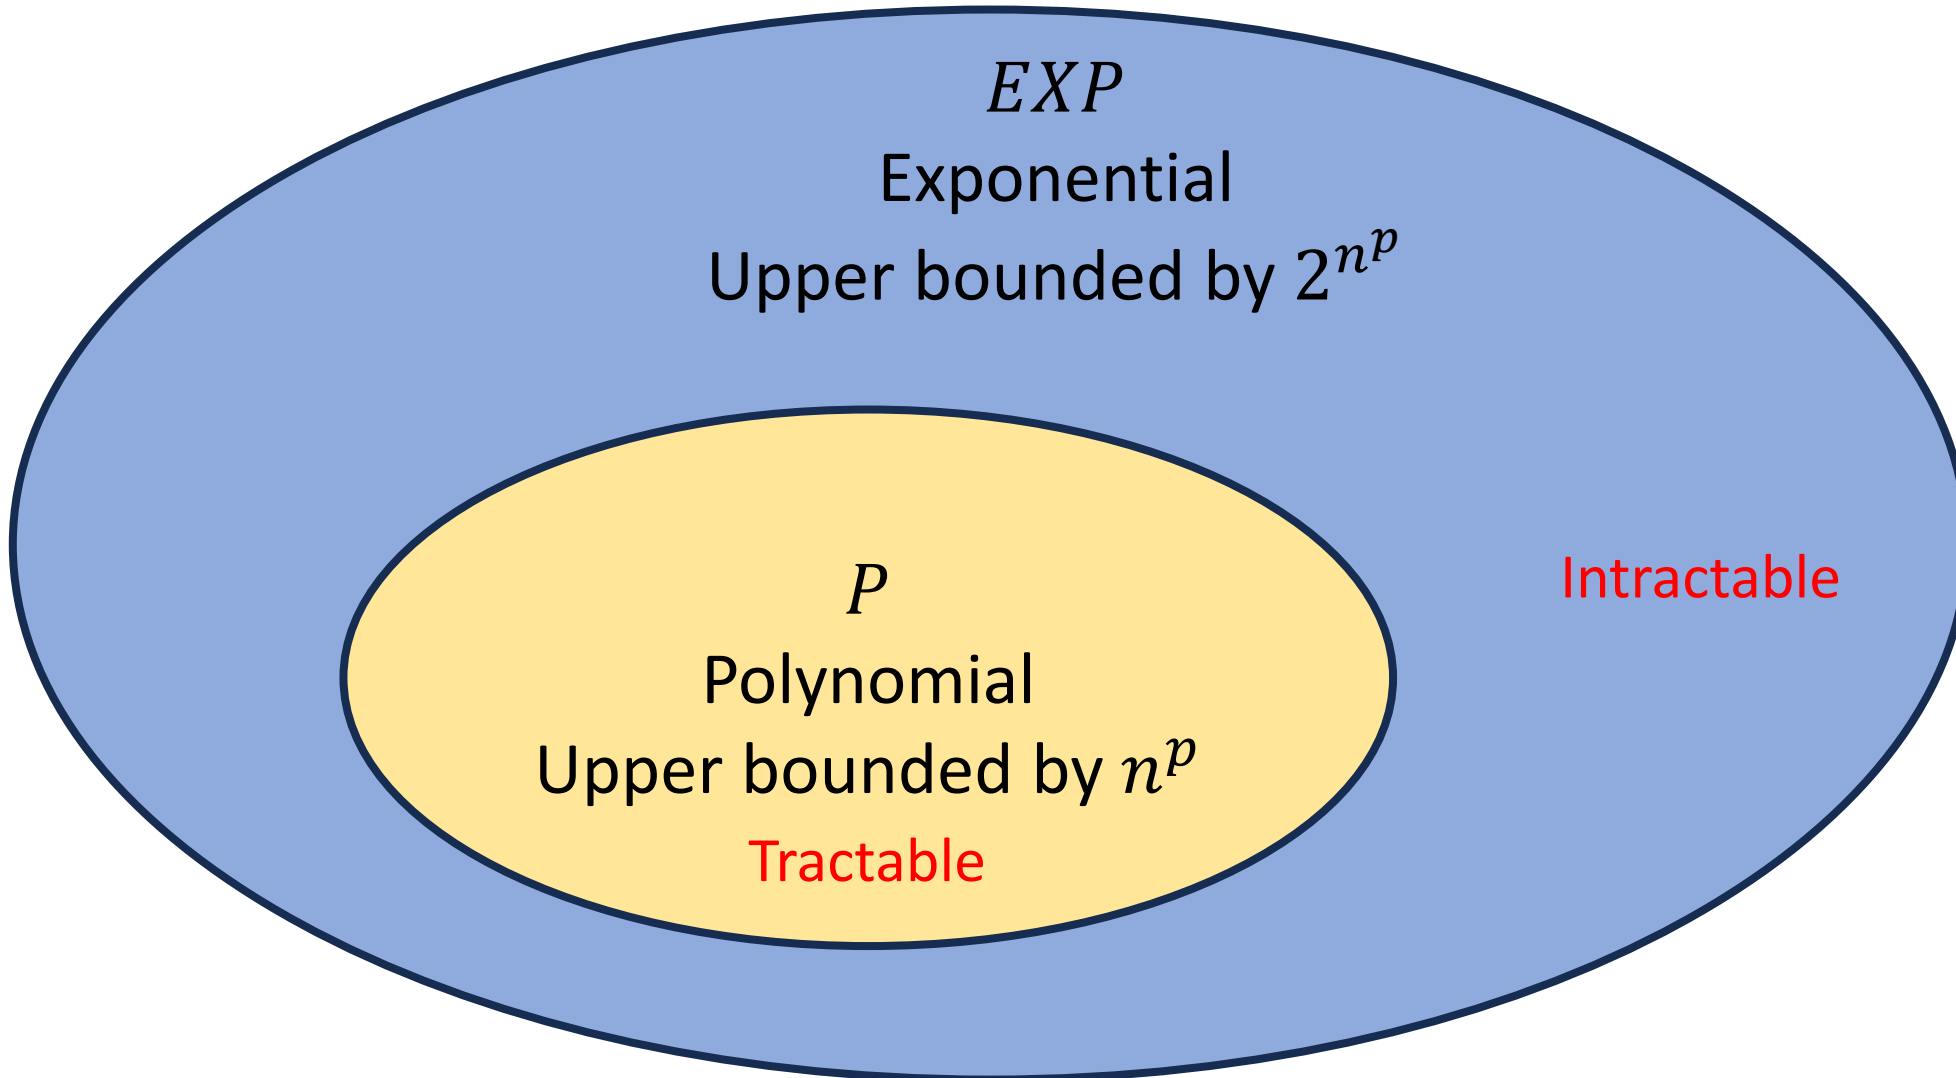 EXP
Exponential
Upper bounded by 2^{n^p}
Intractable
P
Polynomial
Upper bounded by n^p
Tractable